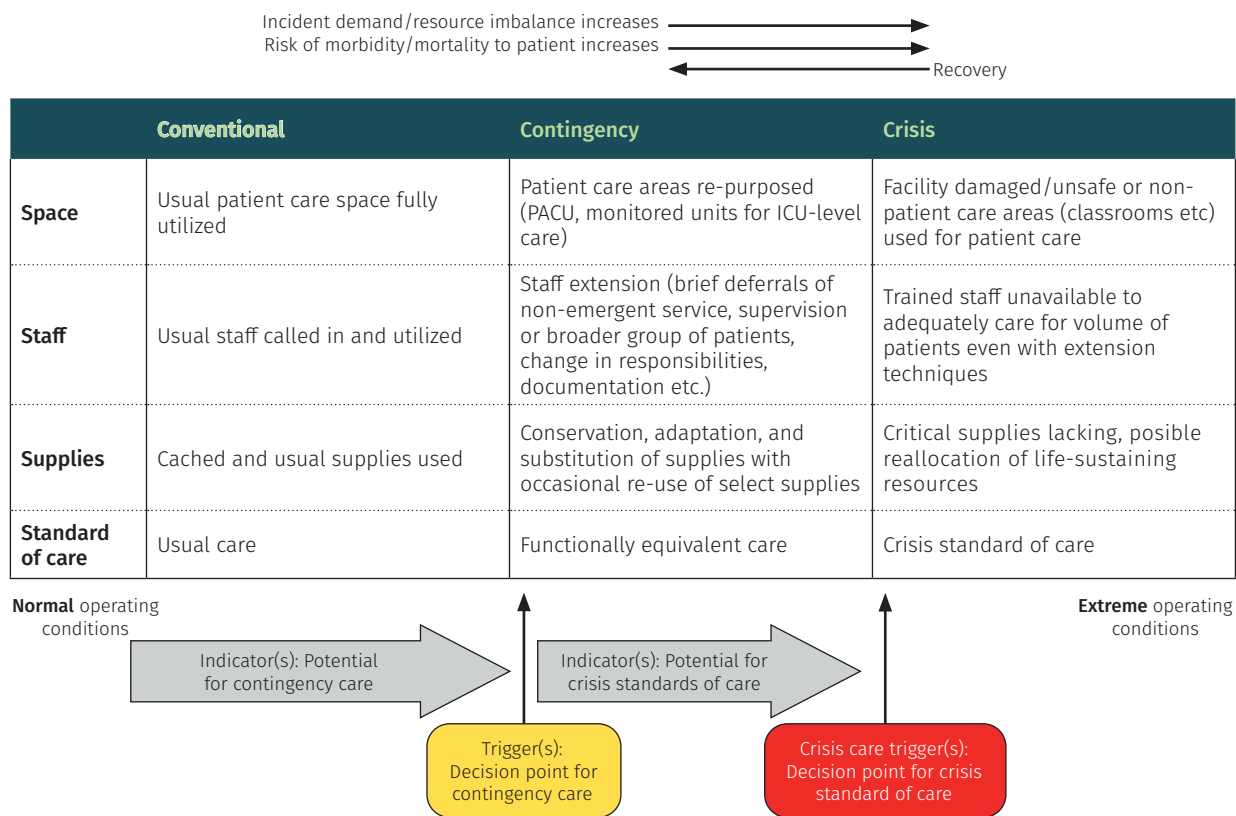 Incident demand/resource imbalance increases
Risk of morbidity/mortality to patient increases
Recovery
Conventional
Contingency
Crisis
Space
Usual patient care space fully
utilized
Patient care areas re-purposed
(PACU, monitored units for ICU-level
care)
Facility damaged/unsafe or non-
patient care areas (classrooms etc)
used for patient care
Staff
Usual staff called in and utilized
Staff extension (brief deferrals of
non-emergent service, supervision
or broader group of patients,
change in responsibilities,
documentation etc.)
Trained staff unavailable to
adequately care for volume of
patients even with extension
techniques
Supplies
Cached and usual supplies used
Conservation, adaptation, and
substitution of supplies with
occasional re-use of select supplies
Critical supplies lacking, posible
reallocation of life-sustaining
resources
Standard
of care
Usual care
Functionally equivalent care
Crisis standard of care
Normal operating
conditions
Extreme operating
conditions
Indicator(s): Potential
for contingency care
Indicator(s): Potential for
crisis standards of care
Trigger(s):
Decision point for
contingency care
Crisis care trigger(s):
Decision point for crisis
standard of care